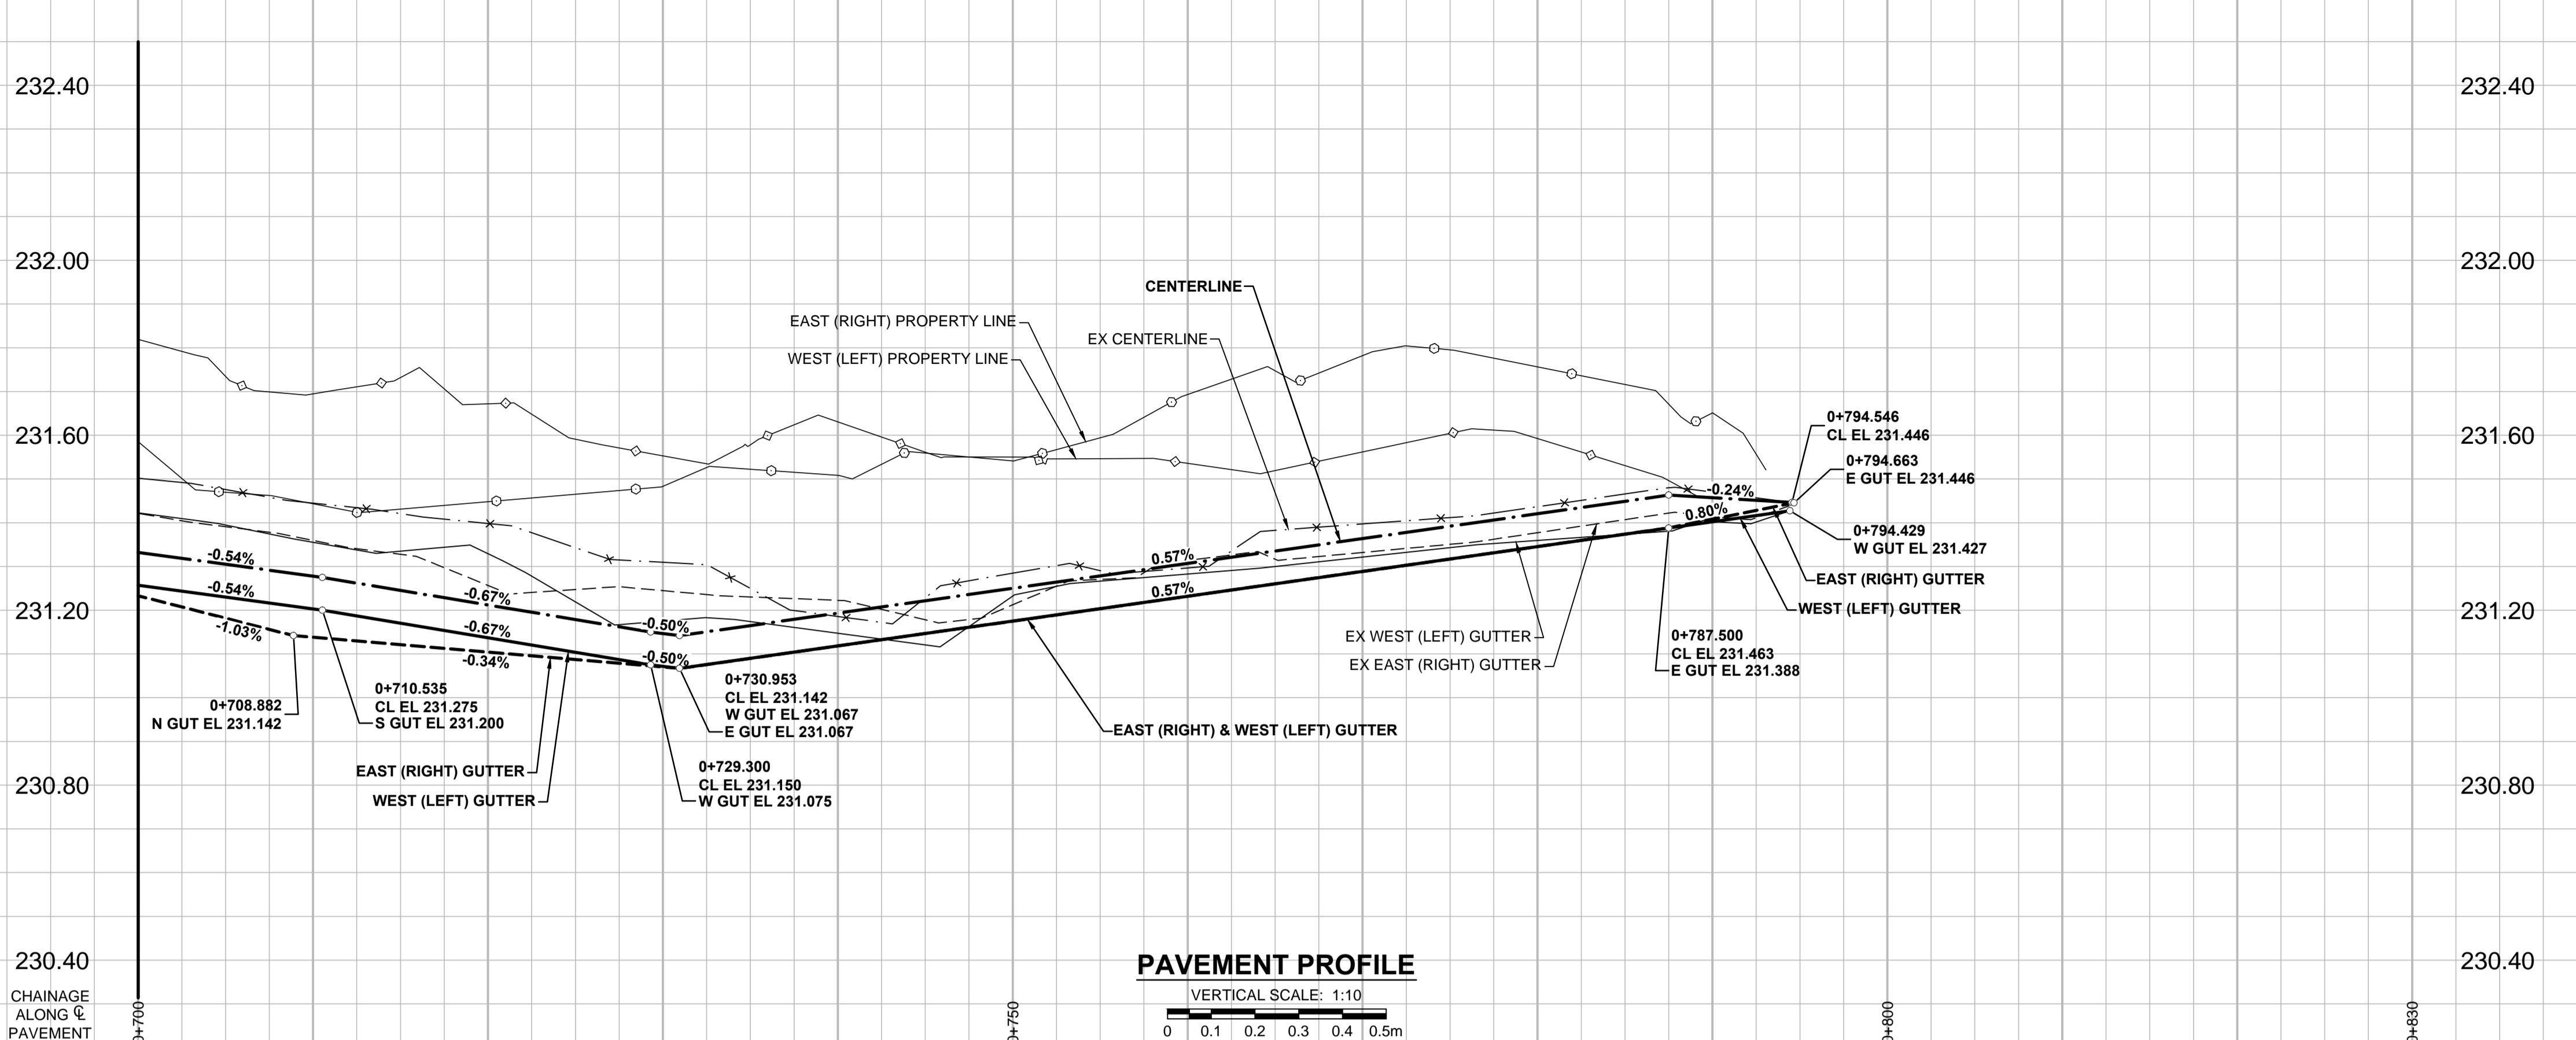 232.40
232.40
232.00
232.00
CENTERLINE
EAST (RIGHT) PROPERTY LINE
EX CENTERLINE
WEST (LEFT) PROPERTY LINE
231.60
231.60
0+794.546
CL EL 231.446
0+794.663
E GUT EL 231.446
-0.24%
0.80%
0+794.429
W GUT EL 231.427
-0.54%
0.57%
-0.54%
0.57%
-0.67%
EAST (RIGHT) GUTTER
231.20
WEST (LEFT) GUTTER
231.20
-1.03%
-0.67%
-0.50%
-0.34%
-0.50%
EX WEST (LEFT) GUTTER
EX EAST (RIGHT) GUTTER
0+787.500
CL EL 231.463
E GUT EL 231.388
0+708.882
N GUT EL 231.142
0+710.535
CL EL 231.275
S GUT EL 231.200
0+730.953
CL EL 231.142
W GUT EL 231.067
E GUT EL 231.067
EAST (RIGHT) & WEST (LEFT) GUTTER
0+729.300
CL EL 231.150
W GUT EL 231.075
EAST (RIGHT) GUTTER
WEST (LEFT) GUTTER
230.80
230.80
230.40
230.40
PAVEMENT PROFILE
VERTICAL SCALE: 1:10
0 0.1 0.2 0.3 0.4 0.5m
CHAINAGE
ALONG ℄
PAVEMENT
0+700
0+750
0+800
0+830